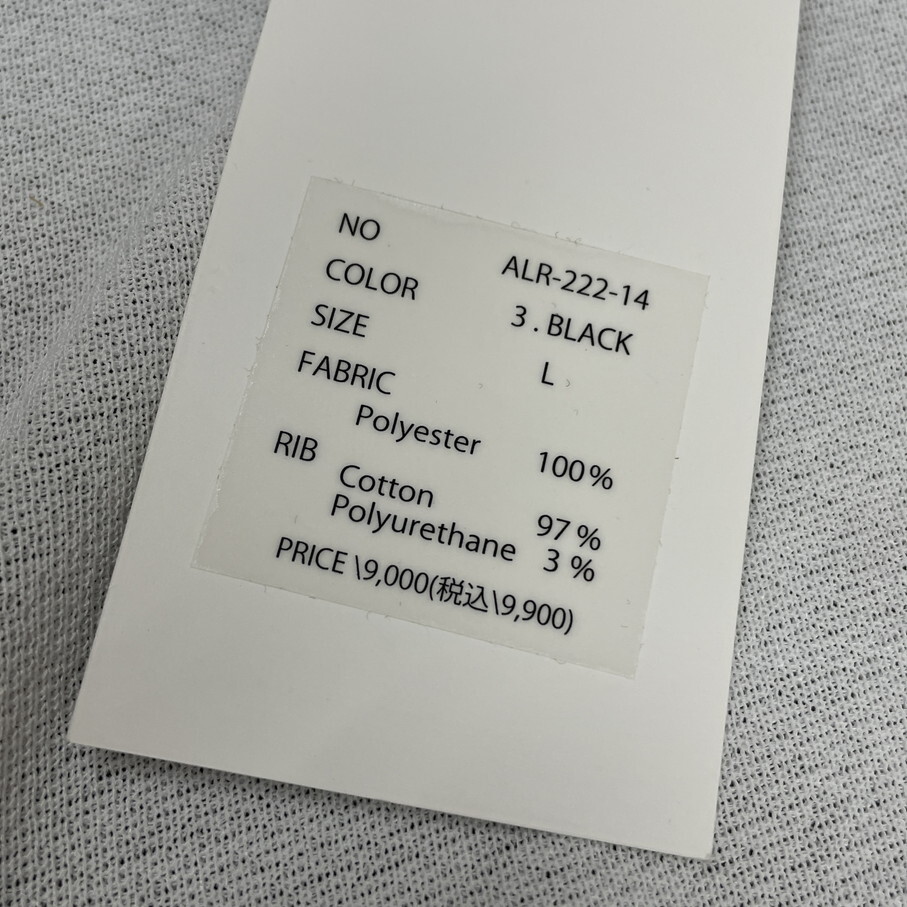 NO ALR-222-14
COLOR 3 . BLACK
SIZE L
FABRIC
Polyester 100%
RIB
Cotton 97 %
Polyurethane 3 %
PRICE \9,000(税込\9,900)